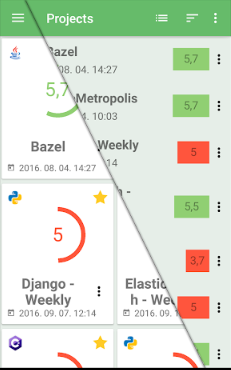 Projects
Bazel
5,7
08. 04. 14:27
5,7
Metropolis
5,7
4. 10:03
Bazel
2016. 08. 04. 14:27
Weekly
5
14
5
5,5
Django -
Weekly
2016. 09. 07. 12:14
3,7
Elastic
h - Week
2016. 09.
5